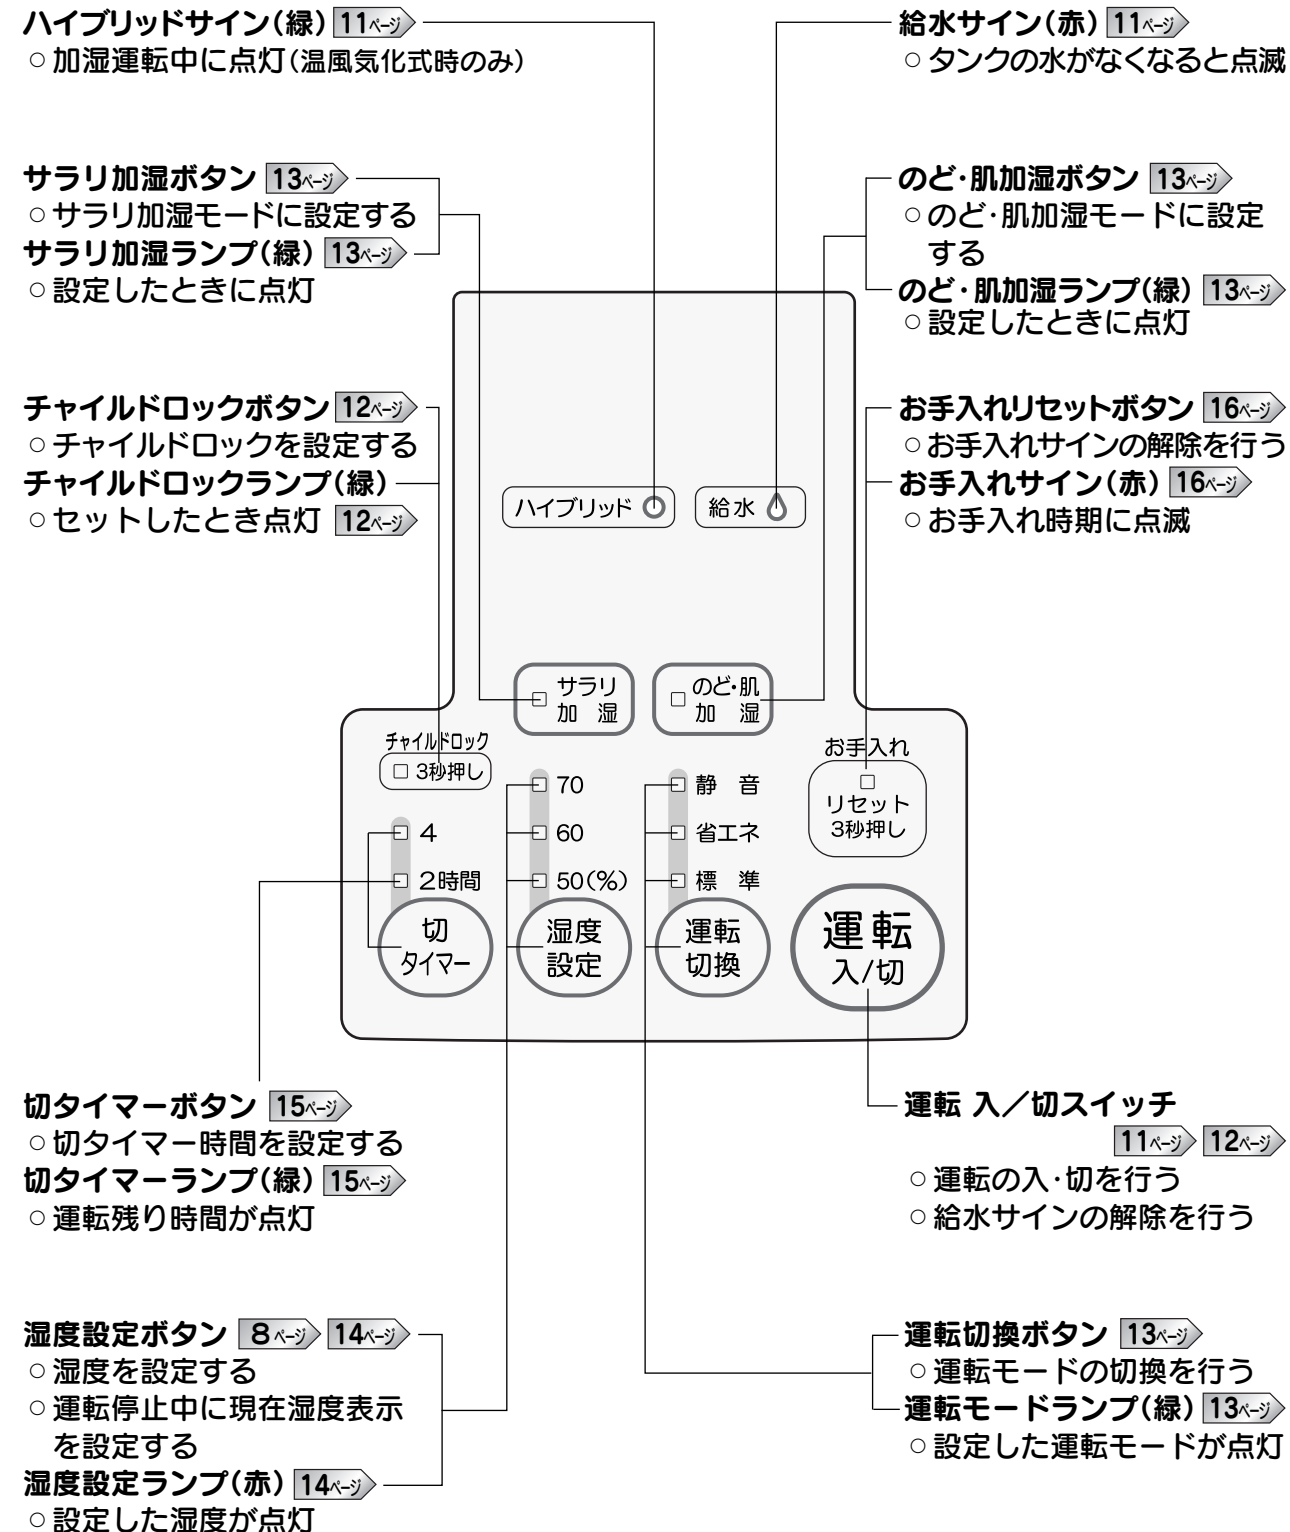 ハイブリッドサイン(緑) 11ページ
○加湿運転中に点灯(温風気化式時のみ)
給水サイン(赤) 11ページ
○タンクの水がなくなると点滅
サラリ加湿ボタン 13ページ
○サラリ加湿モードに設定する
サラリ加湿ランプ(緑) 13ページ
○設定したときに点灯
のど・肌加湿ボタン 13ページ
○のど・肌加湿モードに設定
する
のど・肌加湿ランプ(緑) 13ページ
○設定したときに点灯
チャイルドロックボタン 12ページ
○チャイルドロックを設定する
チャイルドロックランプ(緑)
○セットしたとき点灯 12ページ
お手入れリセットボタン 16ページ
○お手入れサインの解除を行う
お手入れサイン(赤) 16ページ
○お手入れ時期に点滅
ハイブリッド
給水
サラリ
加湿
のど・肌
加湿
チャイルドロック
3秒押し
お手入れ
リセット
3秒押し
70
60
50(%)
静音
省エネ
標準
4
2時間
切
タイマー
湿度
設定
運転
切換
運転
入/切
切タイマーボタン 15ページ
○切タイマー時間を設定する
切タイマーランプ(緑) 15ページ
○運転残り時間が点灯
運転 入/切スイッチ
11ページ 12ページ
○運転の入・切を行う
○給水サインの解除を行う
湿度設定ボタン 8ページ 14ページ
○湿度を設定する
○運転停止中に現在湿度表示
を設定する
湿度設定ランプ(赤) 14ページ
○設定した湿度が点灯
運転切換ボタン 13ページ
○運転モードの切換を行う
運転モードランプ(緑) 13ページ
○設定した運転モードが点灯